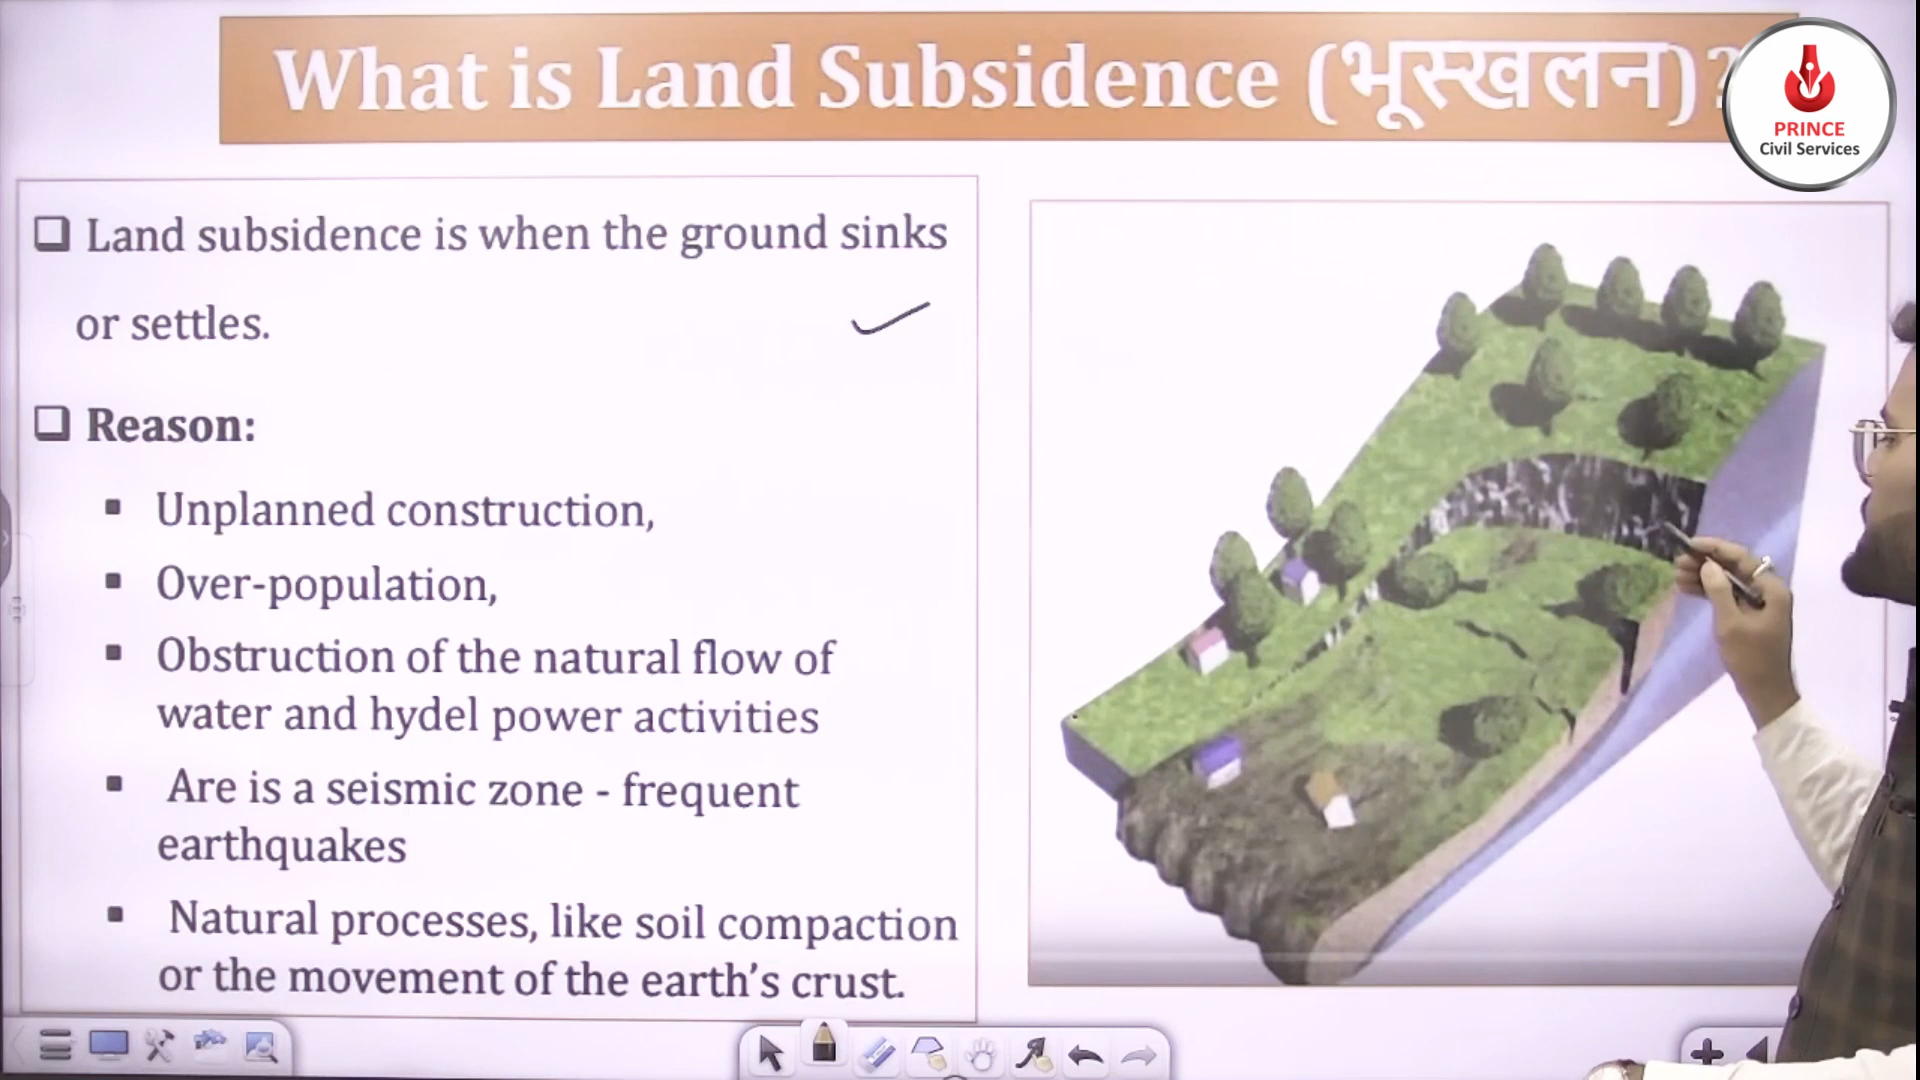 What is Land Subsidence (भूस्खलन)?
PRINCE
Civil Services
Land subsidence is when the ground sinks
or settles.
Reason:
Unplanned construction,
Over-population,
Obstruction of the natural flow of
water and hydel power activities
Are is a seismic zone - frequent
earthquakes
Natural processes, like soil compaction
or the movement of the earth's crust.